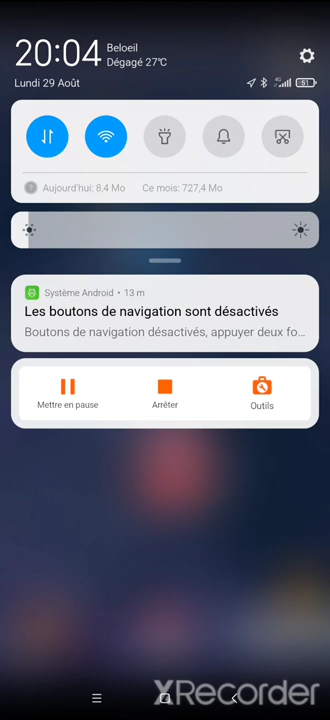 20:04
Beloeil
Dégagé 27℃
Lundi 29 Août
4G
51
Aujourd'hui: 8,4 Mo
Ce mois: 727,4 Mo
Système Android • 13 m
Les boutons de navigation sont désactivés
Boutons de navigation désactivés, appuyer deux fo...
Mettre en pause
Arrêter
Outils
XRecorder